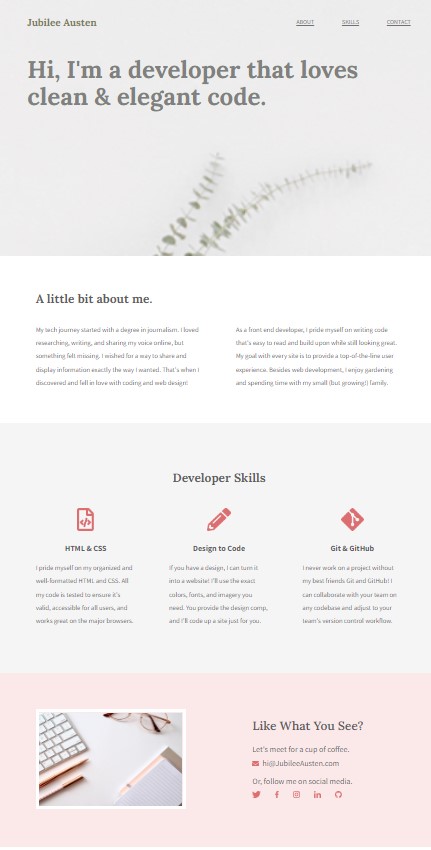 Jubilee Austen
ABOUT SKILLS CONTACT
Hi, I'm a developer that loves
clean & elegant code.
A little bit about me.
My tech journey started with a degree in journalism. I loved
researching, writing, and sharing my voice online, but
something fell missing. I wished for a way to share and
display information exactly the way I wanted. That's when I
discovered and fell in love with coding and web design!
As a front end developer, I pride myself on writing code
that's easy to read and build upon while still looking great.
My goal with every site is to provide a top-of-the-line user
experience. Besides web development, I enjoy gardening
and spending time with my small (but growing!) family.
Developer Skills
HTML & CSS
I pride myself on my organized and
well-formatted HTML and CSS. All
my code is tested to ensure it's
valid, accessible for all users, and
works great on the major browsers.
Design to Code
If you have a design, I can turn it
into a website! I'll use the exact
colors, fonts, and imagery you
need. You provide the design comp,
and I'll code up a site just for you.
Git & GitHub
I never work on a project without
my best friends Git and GitHub! I
can collaborate with your team on
any codebase and adjust to your
team's version control workflow.
Like What You See?
Let's meet for a cup of coffee.
hi@JubileeAusten.com
Or, follow me on social media.